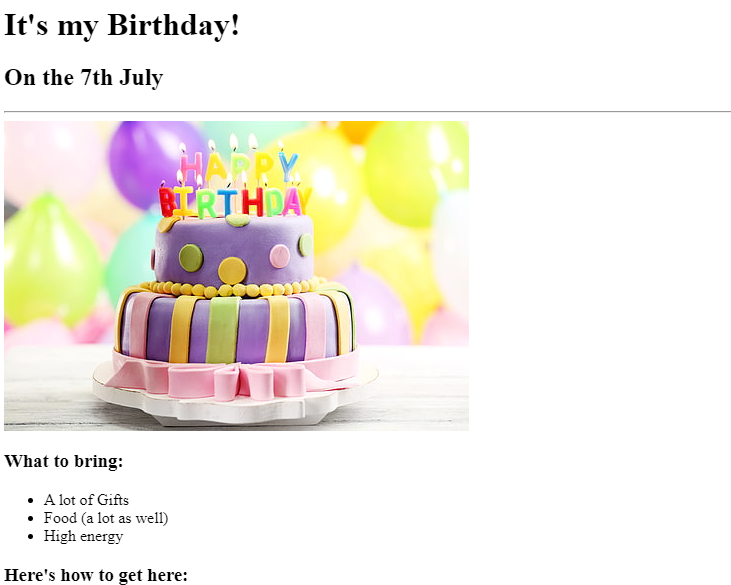 It's my Birthday!
On the 7th July
HAPPY
BIRTHDAY
What to bring:
A lot of Gifts
Food (a lot as well)
High energy
Here's how to get here: